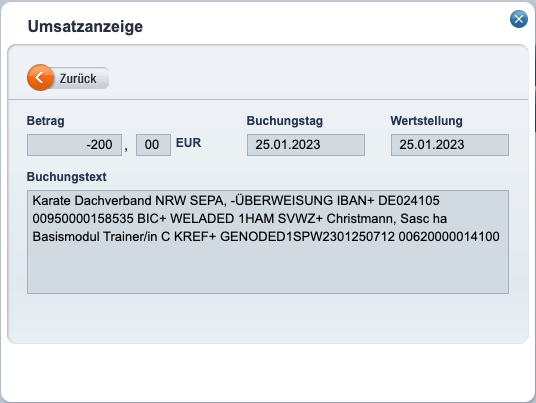 Umsatzanzeige
Zurück
Betrag Buchungstag Wertstellung
-200 , 00 EUR 25.01.2023 25.01.2023
Buchungstext
Karate Dachverband NRW SEPA, -ÜBERWEISUNG IBAN+ DE024105
00950000158535 BIC+ WELADED 1HAM SVWZ+ Christmann, Sasc ha
Basismodul Trainer/in C KREF+ GENODED1SPW2301250712 00620000014100